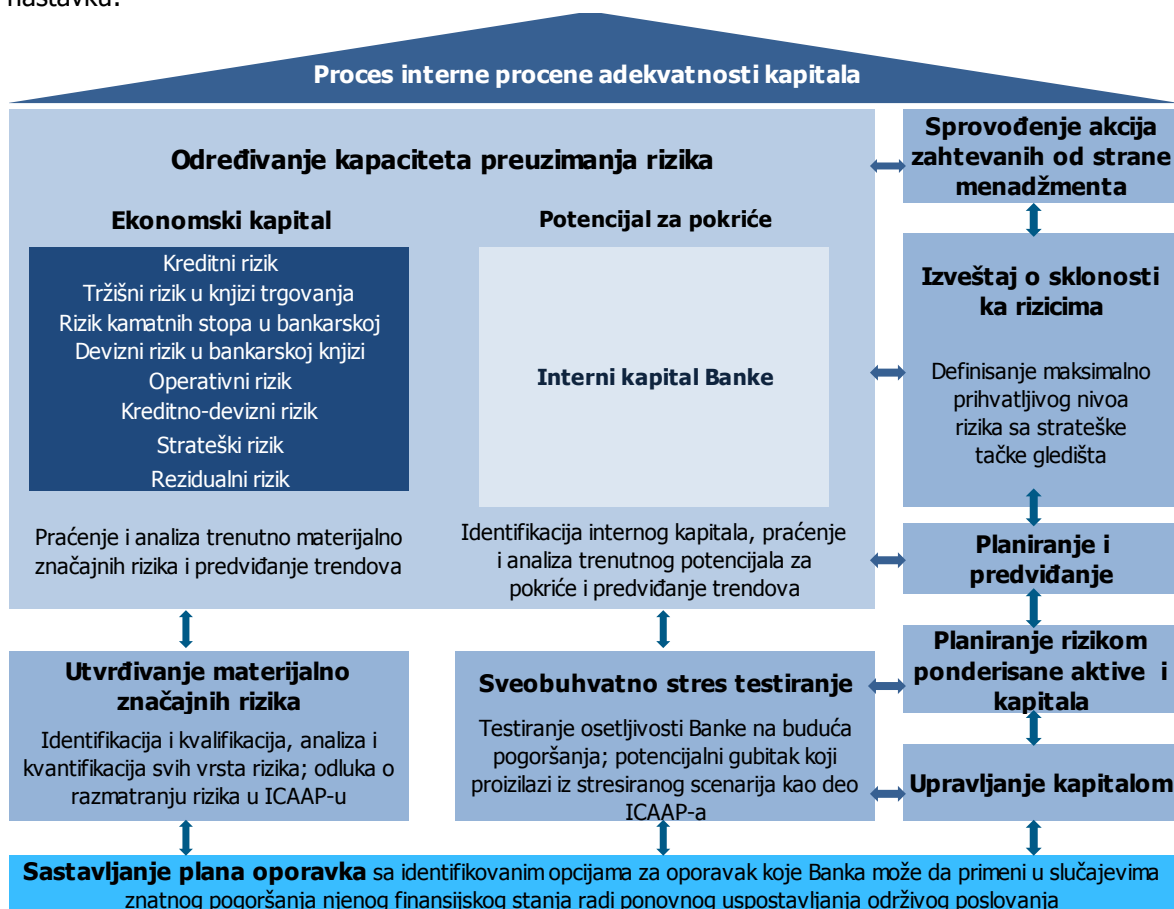 nastavku:
Proces interne procene adekvatnosti kapitala
Određivanje kapaciteta preuzimanja rizika
Ekonomski kapital
Kreditni rizik
Tržišni rizik u knjizi trgovanja
Rizik kamatnih stopa u bankarskoj
Devizni rizik u bankarskoj knjizi
Operativni rizik
Kreditno-devizni rizik
Strateški rizik
Rezidualni rizik
Praćenje i analiza trenutno materijalno
značajnih rizika i predviđanje trendova
Potencijal za pokriće
Interni kapital Banke
Identifikacija internog kapitala, praćenje
i analiza trenutnog potencijala za
pokriće i predviđanje trendova
Sprovođenje akcija
zahtevanih od strane
menadžmenta
Izveštaj o sklonosti
ka rizicima
Definisanje maksimalno
prihvatljivog nivoa
rizika sa strateške
tačke gledišta
Planiranje i
predviđanje
Utvrđivanje materijalno
značajnih rizika
Identifikacija i kvalifikacija, analiza i
kvantifikacija svih vrsta rizika; odluka o
razmatranju rizika u ICAAP-u
Sveobuhvatno stres testiranje
Testiranje osetljivosti Banke na buduća
pogoršanja; potencijalni gubitak koji
proizilazi iz stresiranog scenarija kao deo
ICAAP-a
Planiranje rizikom
ponderisane aktive i
kapitala
Upravljanje kapitalom
Sastavljanje plana oporavka sa identifikovanim opcijama za oporavak koje Banka može da primeni u slučajevima
znatnog pogoršanja njenog finansijskog stanja radi ponovnog uspostavljanja održivog poslovanja